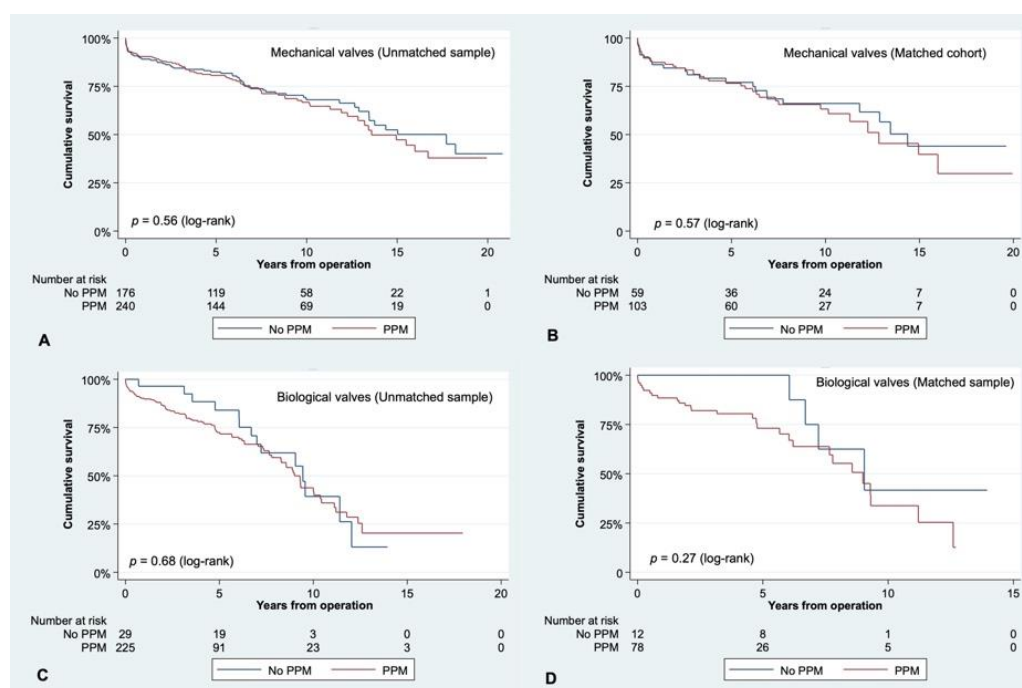 Mechanical valves (Unmatched sample)
Cumulative survival
100%
75%
50%
25%
0%
p = 0.56 (log-rank)
0 5 10 15 20
Years from operation
Number at risk
No PPM 176 119 58 22 1
PPM 240 144 69 19 0
No PPM PPM
A
Mechanical valves (Matched cohort)
Cumulative survival
100%
75
50
25
0
p = 0.57 (log-rank)
0 5 10 15 20
Years from operation
Number at risk
No PPM 59 36 24 7 0
PPM 103 60 27 7 0
No PPM PPM
B
Biological valves (Unmatched sample)
Cumulative survival
100%
75%
50%
25%
0%
p = 0.68 (log-rank)
0 5 10 15 20
Years from operation
Number at risk
No PPM 29 19 3 0 0
PPM 225 91 23 3 0
No PPM PPM
C
Biological valves (Matched sample)
Cumulative survival
100%
75%
50%
25%
0
p = 0.27 (log-rank)
0 5 10 15
Years from operation
Number at risk
No PPM 12 8 1 0
PPM 78 26 5 0
No PPM PPM
D